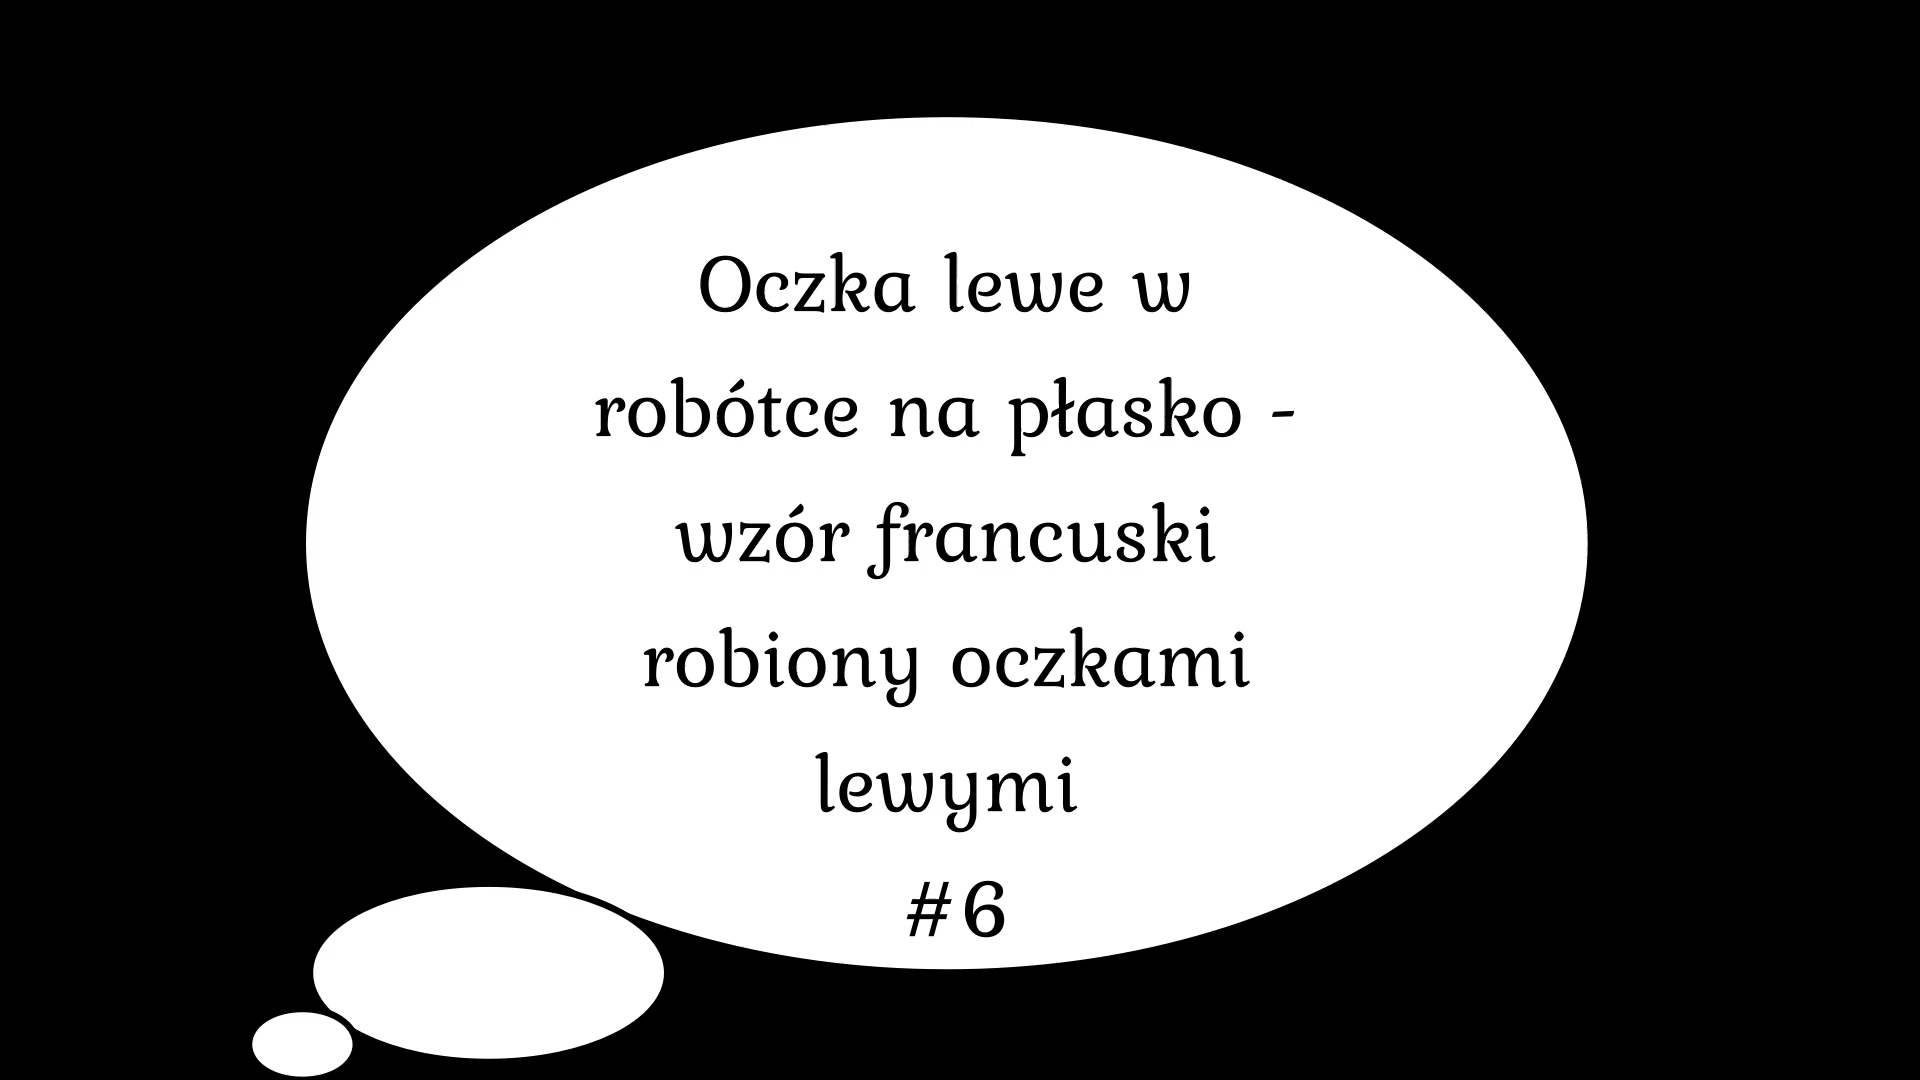 Oczka lewe w
robótce na płasko -
wzór francuski
robiony oczkami
lewymi
#6